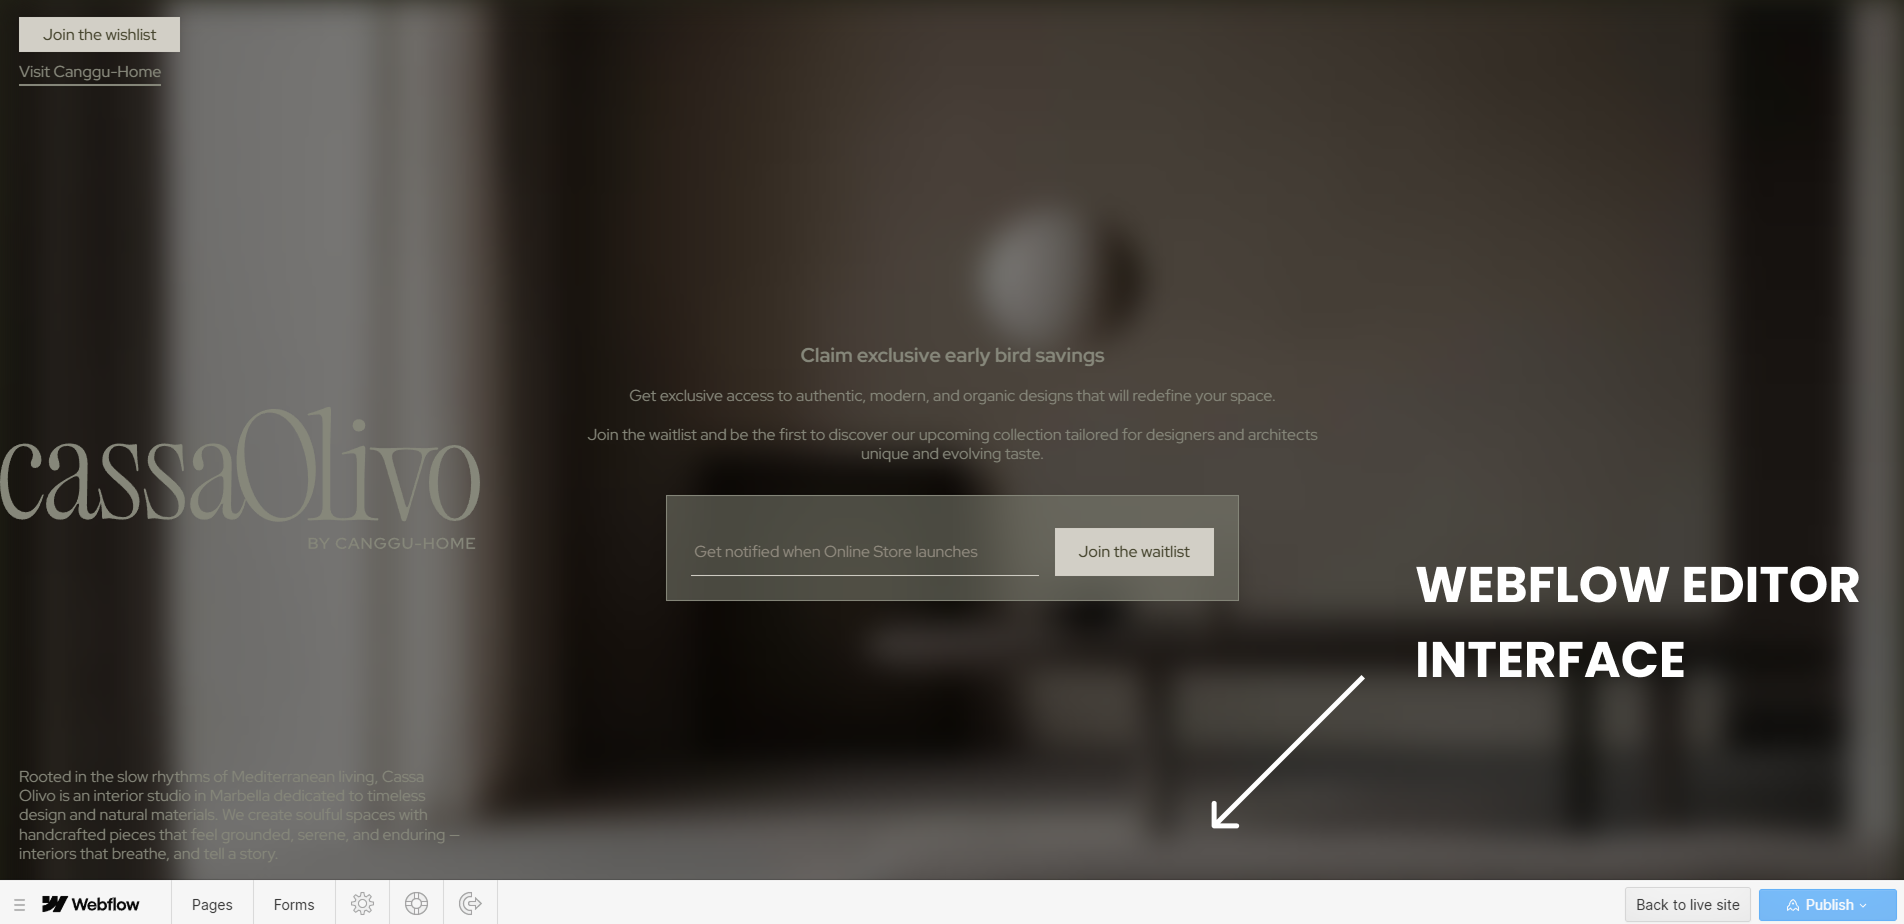 Join the wishlist
Visit Canggu-Home
Claim exclusive early bird savings
Get exclusive access to authentic, modern, and organic designs that will redefine your space.
Join the waitlist and be the first to discover our upcoming collection tailored for designers and architects
unique and evolving taste.
cassaOlivo
BY CANGGU-HOME
Get notified when Online Store launches
Join the waitlist
WEBFLOW EDITOR
INTERFACE
Rooted in the slow rhythms of Mediterranean living, Cassa
Olivo is an interior studio in Marbella dedicated to timeless
design and natural materials. We create soulful spaces with
handcrafted pieces that feel grounded, serene, and enduring —
interiors that breathe, and tell a story.
Webflow
Pages
Forms
Back to live site
Publish